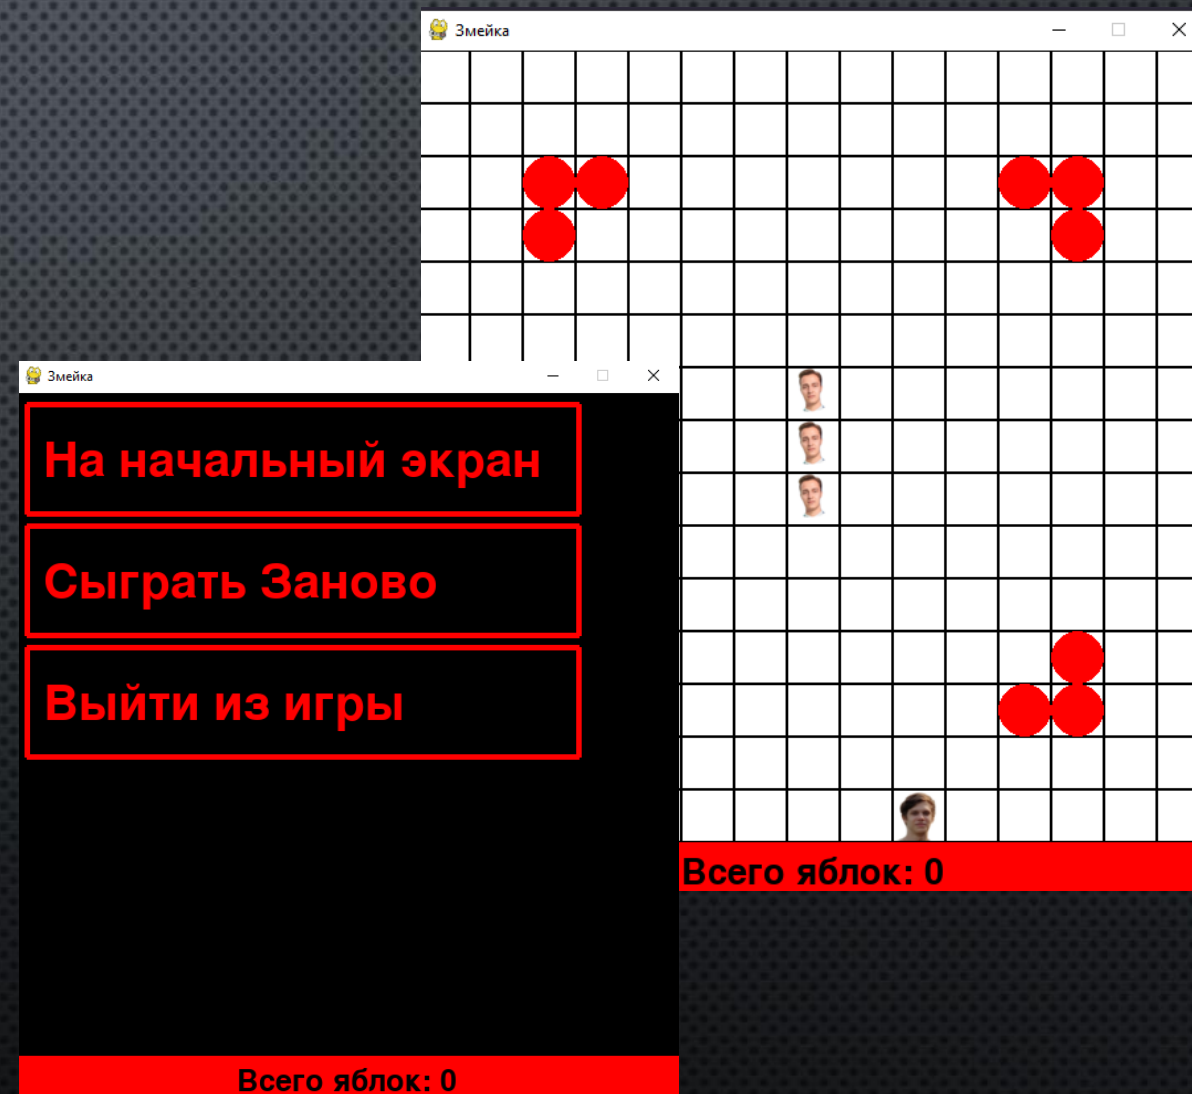 Змейка
Всего яблок: 0
Змейка
На начальный экран
Сыграть Заново
Выйти из игры
Всего яблок: 0